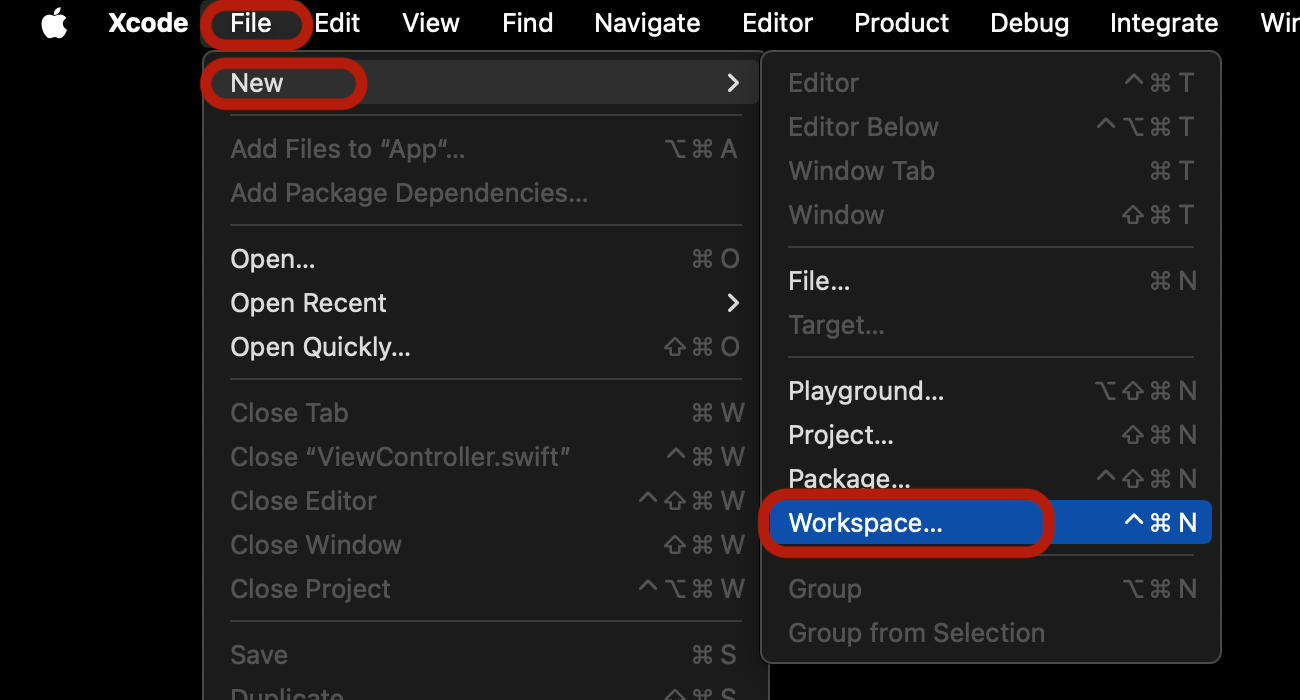 Xcode File Edit View Find Navigate Editor Product Debug Integrate
New
Add Files to “App“...
⌥⌘ A
Add Package Dependencies...
Open...
⌘ O
Open Recent
Open Quickly...
⇧⌘ O
Close Tab
⌘ W
Close “ViewController.swift”
^⌘ W
Close Editor
^⇧⌘ W
Close Window
⇧⌘ W
Close Project
^⌥⌘ W
Save
⌘ S
Duplicate
⇧⌘ S
Editor
^⌘ T
Editor Below
^⌥⌘ T
Window Tab
⌘ T
Window
⇧⌘ T
File...
⌘ N
Target...
Playground...
⌥⇧⌘ N
Project...
⇧⌘ N
Package...
^⇧⌘ N
Workspace...
^⌘ N
Group
⌥⌘ N
Group from Selection